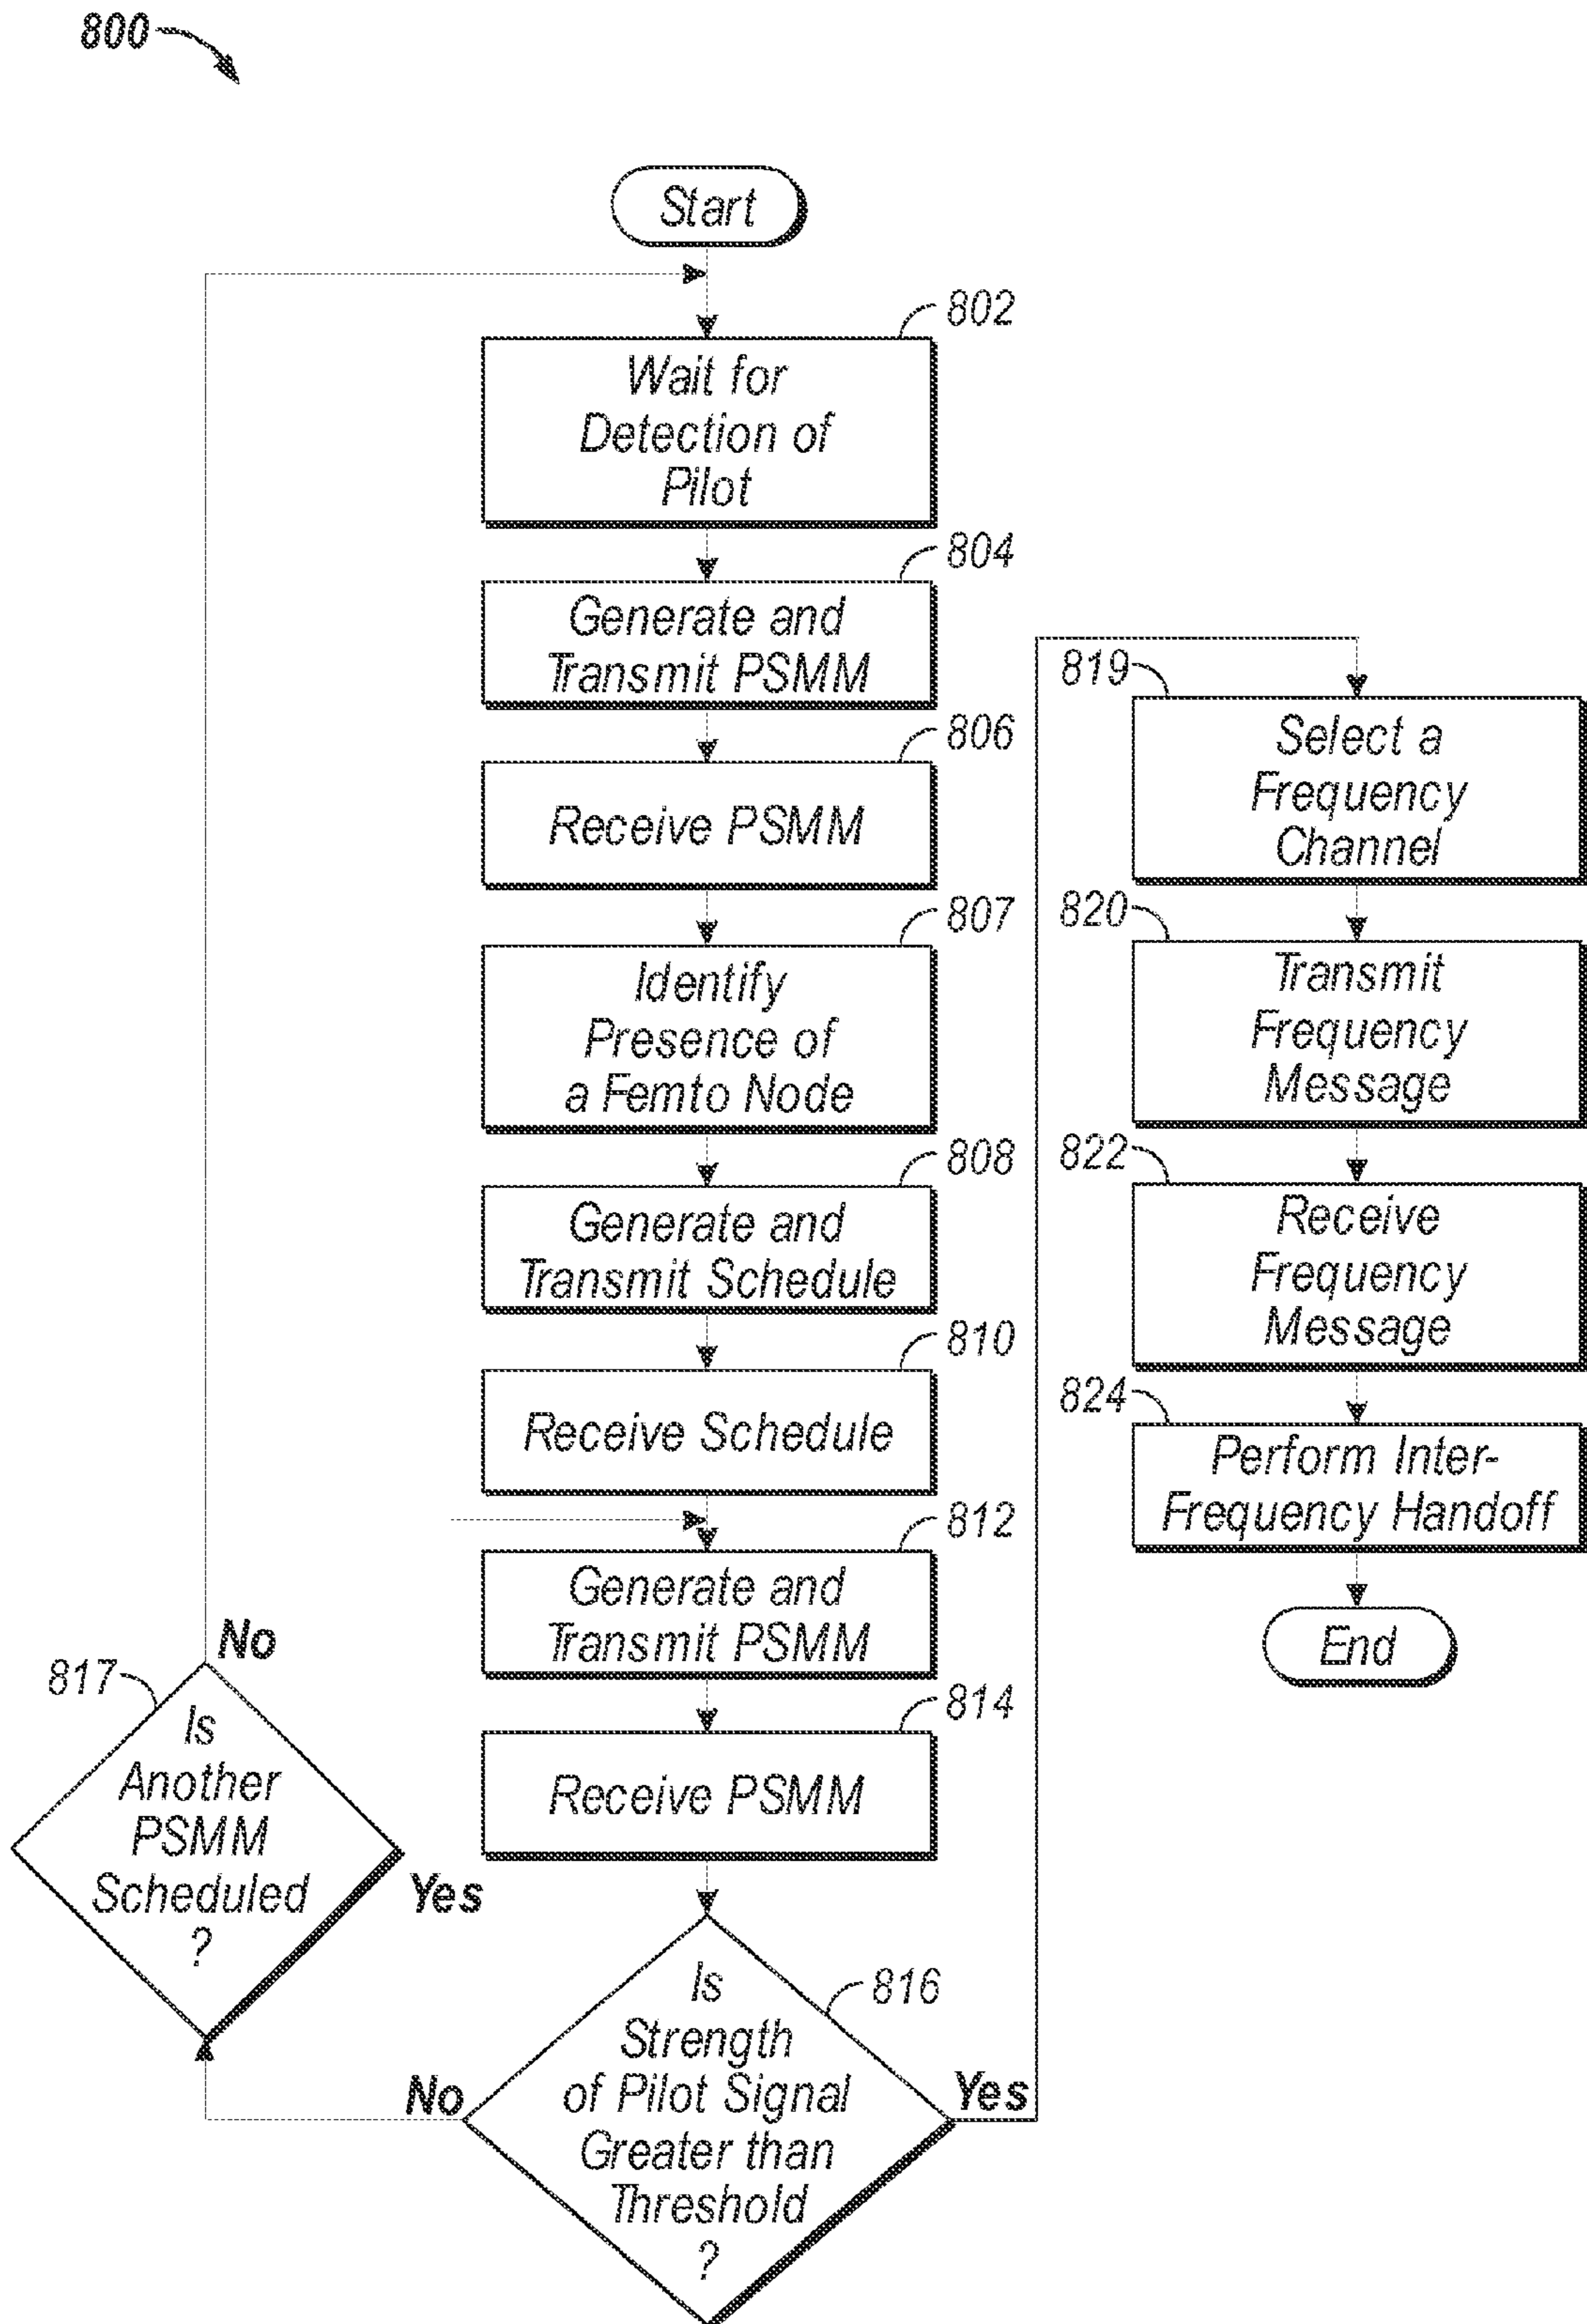 800
Start
802
Wait for
Detection of
Pilot
804
Generate and
Transmit PSMM
806
Receive PSMM
807
Identify
Presence of
a Femto Node
808
Generate and
Transmit Schedule
810
Receive Schedule
812
Generate and
Transmit PSMM
814
Receive PSMM
816
Is
Strength
of Pilot Signal
Greater than
Threshold
?
No
Yes
817
Is
Another
PSMM
Scheduled
?
No
Yes
819
Select a
Frequency
Channel
820
Transmit
Frequency
Message
822
Receive
Frequency
Message
824
Perform Inter-
Frequency Handoff
End